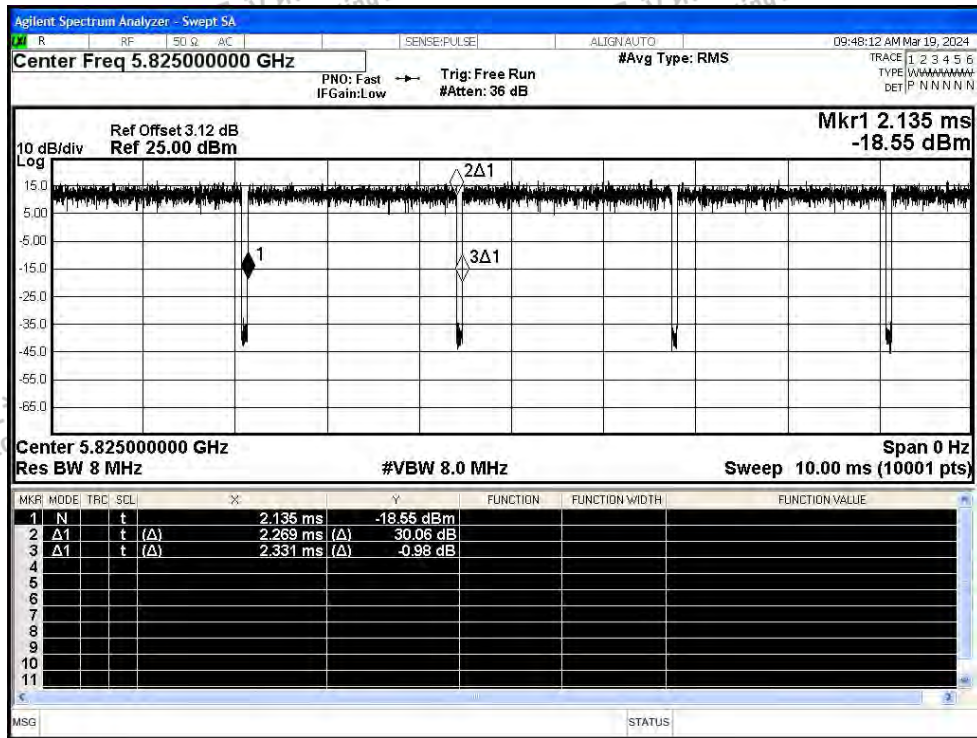 Agilent Spectrum Analyzer - Swept SA
LXI R RF 50 Ω AC SENSE:PULSE ALIGN AUTO 09:48:12 AM Mar 19, 2024
Center Freq 5.825000000 GHz #Avg Type: RMS TRACE 1 2 3 4 5 6
PNO: Fast Trig: Free Run TYPE WWWWWW
IFGain:Low #Atten: 36 dB DET P N N N N N
Mkr1 2.135 ms
Ref Offset 3.12 dB
10 dB/div Ref 25.00 dBm -18.55 dBm
Log
15.0
2Δ1
5.00
-5.00
1
3Δ1
-15.0
-25.0
-35.0
-45.0
-55.0
-65.0
Center 5.825000000 GHz Span 0 Hz
Res BW 8 MHz #VBW 8.0 MHz Sweep 10.00 ms (10001 pts)
MKR MODE TRC SCL X Y FUNCTION FUNCTION WIDTH FUNCTION VALUE
1 N t 2.135 ms -18.55 dBm
2 Δ1 t (Δ) 2.269 ms (Δ) 30.06 dB
3 Δ1 t (Δ) 2.331 ms (Δ) -0.98 dB
4
5
6
7
8
9
10
11
MSG STATUS